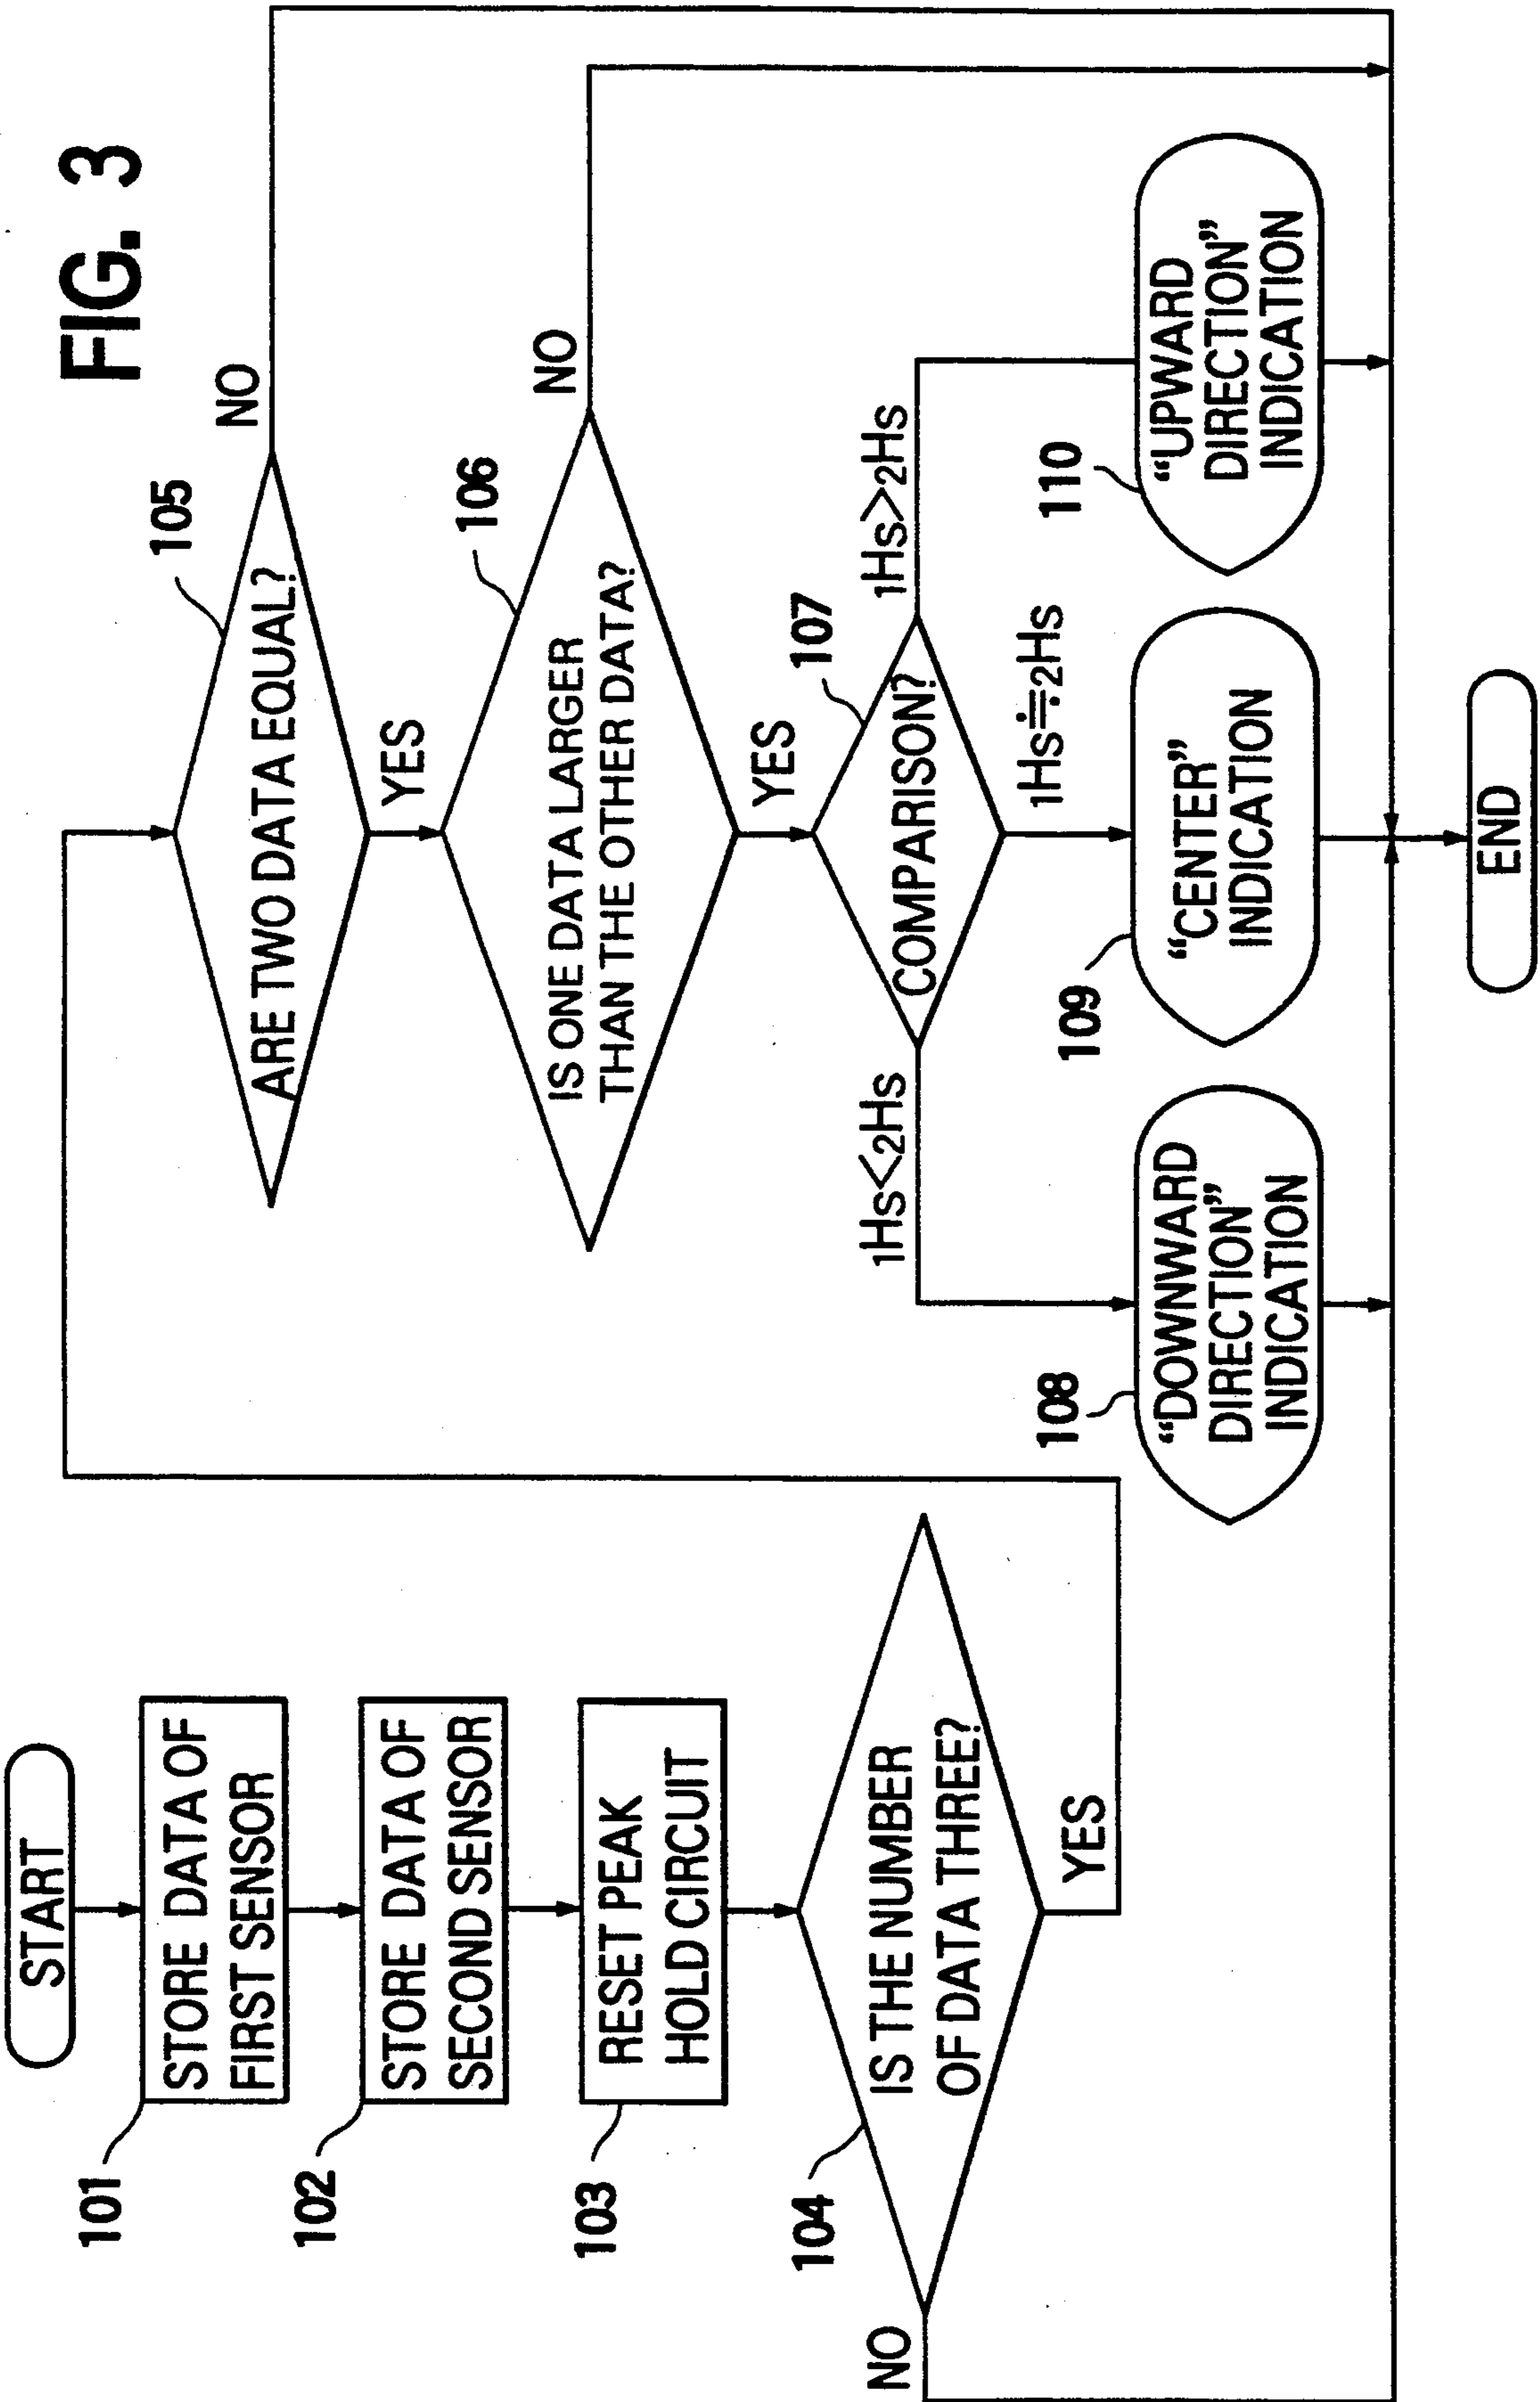 FIG. 3
START
101
STORE DATA OF
FIRST SENSOR
102
STORE DATA OF
SECOND SENSOR
103
RESET PEAK
HOLD CIRCUIT
104
IS THE NUMBER
OF DATA THREE?
NO
YES
105
ARE TWO DATA EQUAL?
NO
YES
106
IS ONE DATA LARGER
THAN THE OTHER DATA?
NO
YES
107
COMPARISON?
₁Hs<₂Hs
₁Hs≒₂Hs
₁Hs>₂Hs
108
“DOWNWARD
DIRECTION”
INDICATION
109
“CENTER”
INDICATION
110
“UPWARD
DIRECTION”
INDICATION
END